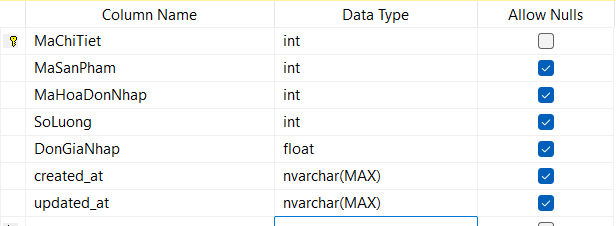 Column Name Data Type Allow Nulls
MaChiTiet int
MaSanPham int
MaHoaDonNhap int
SoLuong int
DonGiaNhap float
created_at nvarchar(MAX)
updated_at nvarchar(MAX)